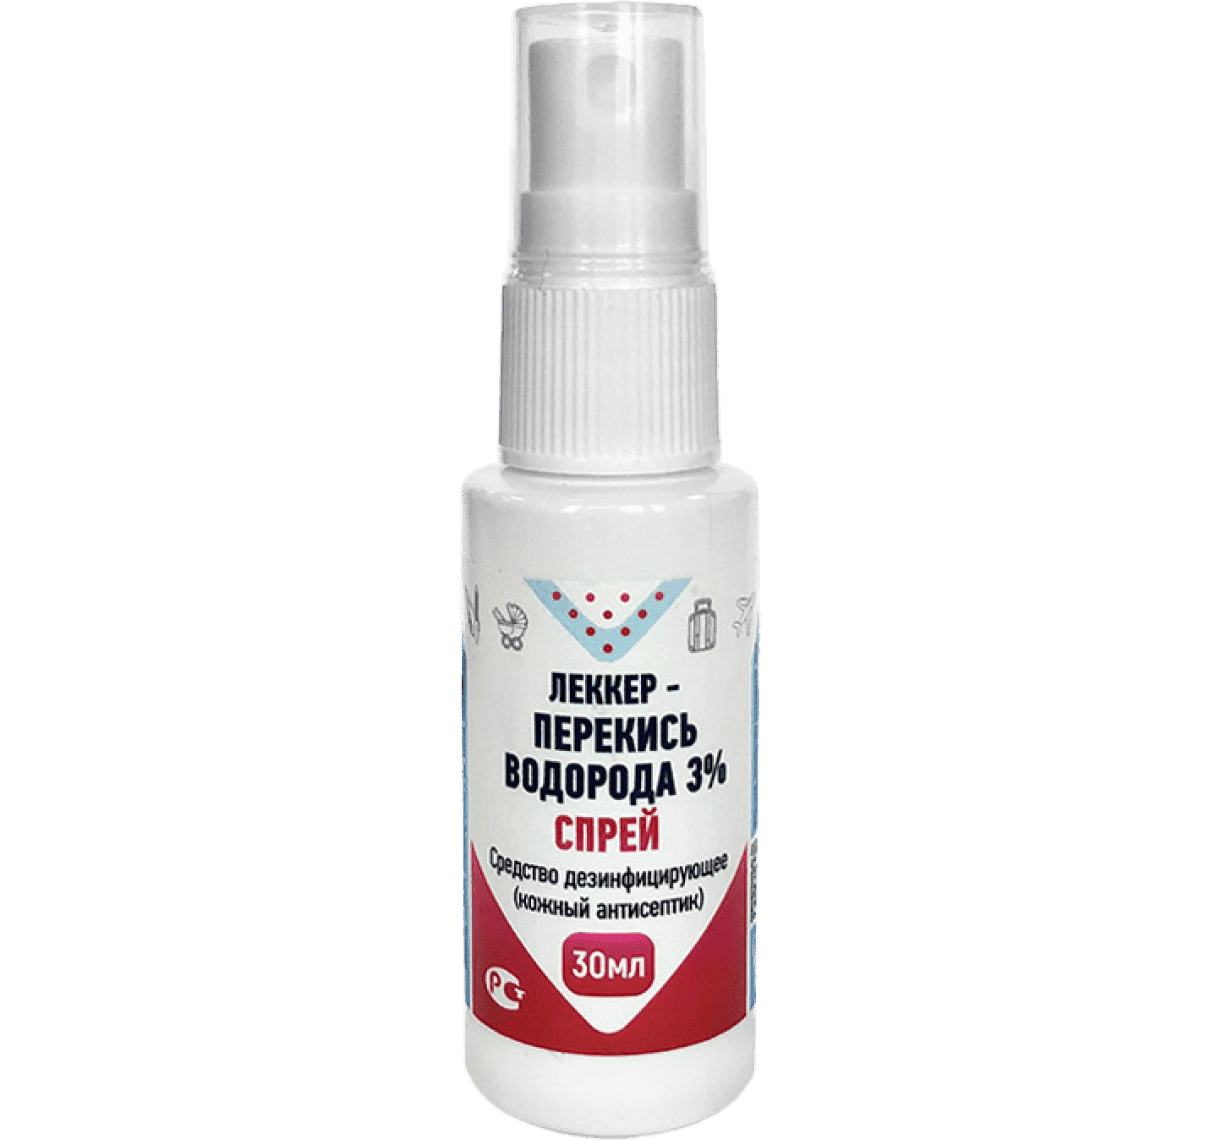 ЛЕККЕР -
ПЕРЕКИСЬ
ВОДОРОДА 3%
СПРЕЙ
Средство дезинфицирующее
(кожный антисептик)
30мл